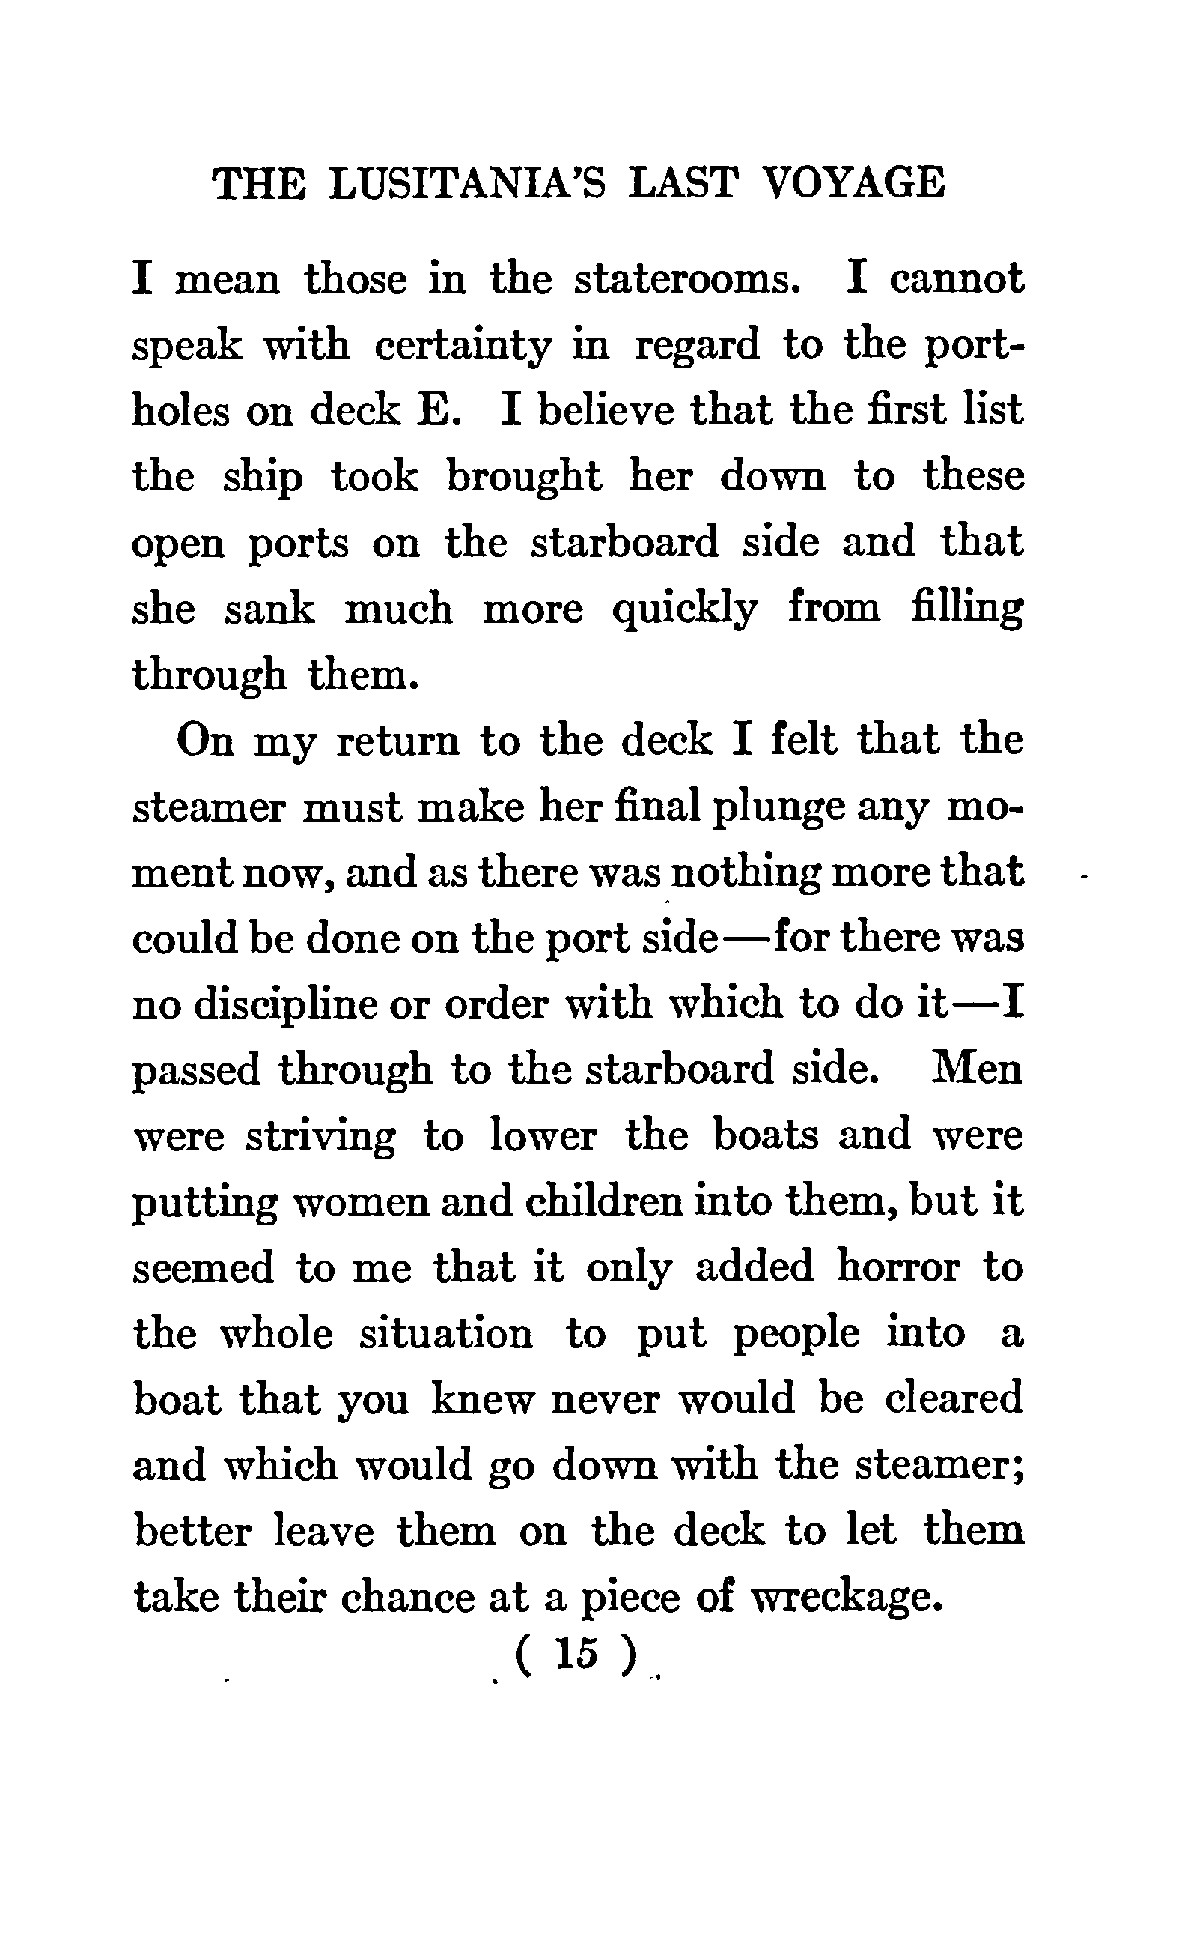 THE LUSITANIA'S LAST VOYAGE
I mean those in the staterooms. I cannot
speak with certainty in regard to the port-
holes on deck E. I believe that the first list
the ship took brought her down to these
open ports on the starboard side and that
she sank much more quickly from filling
through them.
On my return to the deck I felt that the
steamer must make her final plunge any mo-
ment now, and as there was nothing more that
could be done on the port side—for there was
no discipline or order with which to do it—I
passed through to the starboard side. Men
were striving to lower the boats and were
putting women and children into them, but it
seemed to me that it only added horror to
the whole situation to put people into a
boat that you knew never would be cleared
and which would go down with the steamer;
better leave them on the deck to let them
take their chance at a piece of wreckage.
( 15 )